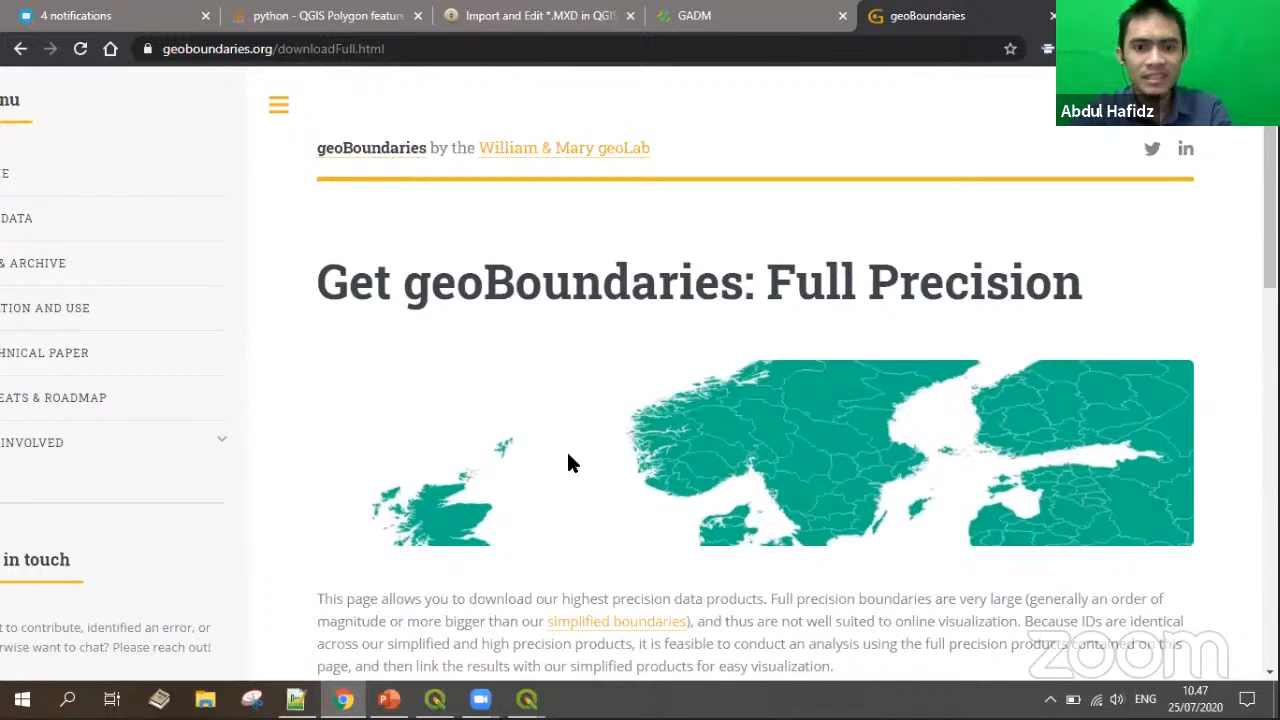 4 notifications
python - QGIS Polygon feature
Import and Edit *.MXD in QGIS
GADM
geoBoundaries
geoboundaries.org/downloadFull.html
Abdul Hafidz
nu
E
DATA
& ARCHIVE
TION AND USE
HNICAL PAPER
EATS & ROADMAP
INVOLVED
in touch
t to contribute, identified an error, or
rwise want to chat? Please reach out!
geoBoundaries by the William & Mary geoLab
Get geoBoundaries: Full Precision
This page allows you to download our highest precision data products. Full precision boundaries are very large (generally an order of
magnitude or more bigger than our simplified boundaries), and thus are not well suited to online visualization. Because IDs are identical
across our simplified and high precision products, it is feasible to conduct an analysis using the full precision products contained on this
page, and then link the results with our simplified products for easy visualization.
zoom
ENG
10.47
25/07/2020